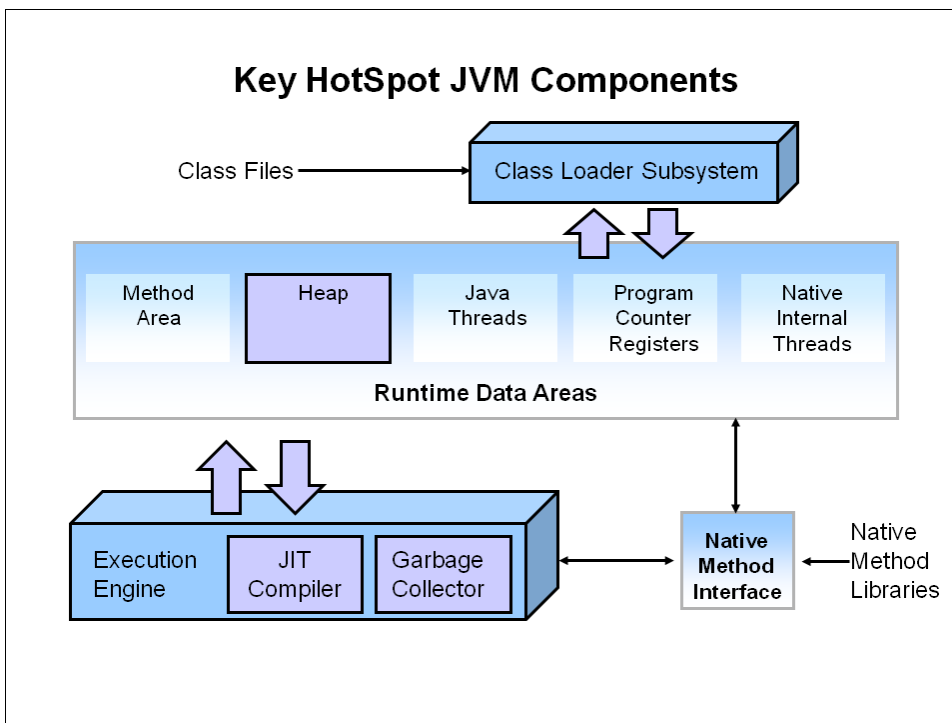 Key HotSpot JVM Components
Class Files
Class Loader Subsystem
Method
Area
Heap
Java
Threads
Program
Counter
Registers
Native
Internal
Threads
Runtime Data Areas
Execution
Engine
JIT
Compiler
Garbage
Collector
Native
Method
Interface
Native
Method
Libraries